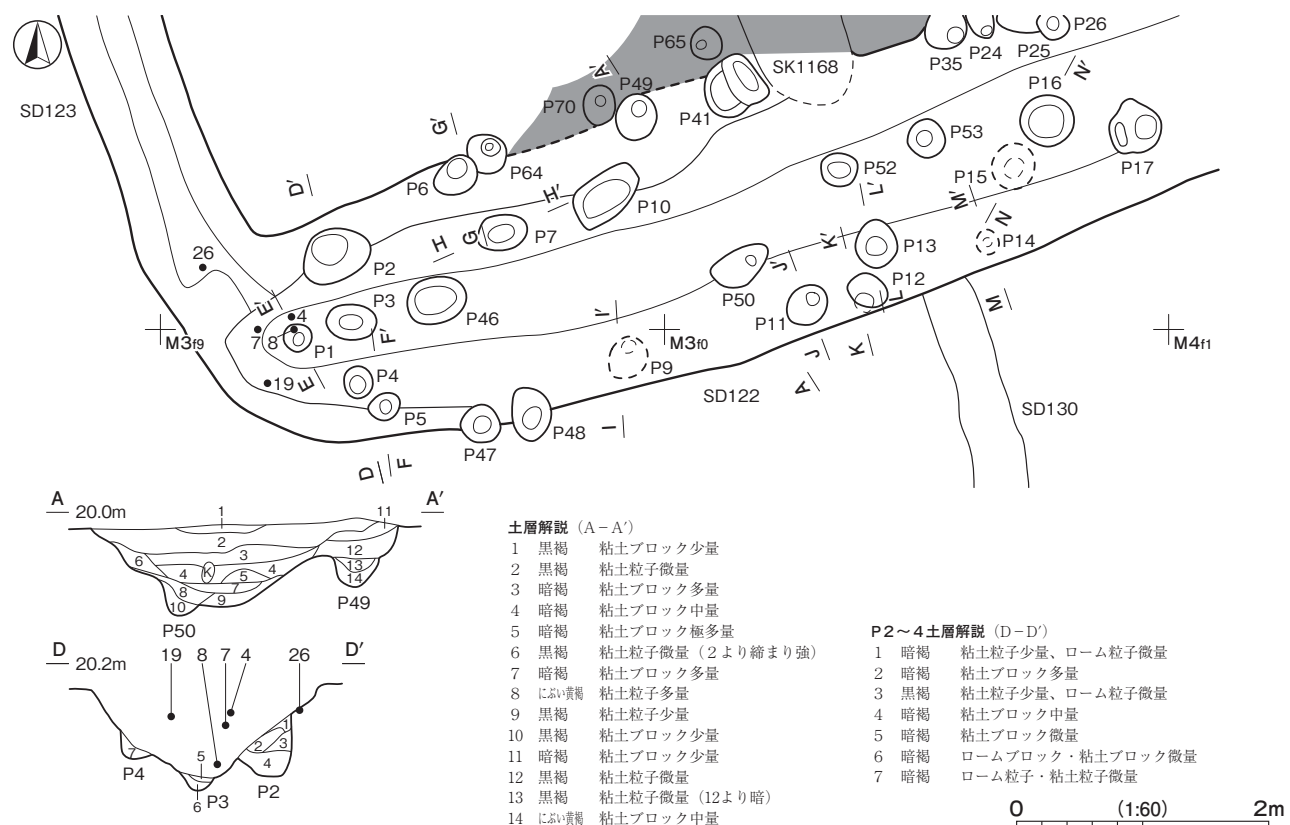 P65
SK1168
P35
P24
P25
P26
SD123
A′
P49
P70
P41
P16
N′
G′
P64
P6
P53
P17
D′
P52
P15
H′
P10
L′
M′
H
G
P7
N
26
P2
K′
P13
P14
J′
P50
P12
L
M
E′
4
P3
P46
P11
I′
7
8
P1
F′
M3f9
M3f0
M4f1
J
K
P9
19
E
P4
A
SD122
SD130
P5
P47
P48
I
D
F
A
20.0m
A′
1
11
2
3
12
6
4
K
5
4
13
8
7
14
10
9
P49
P50
D
20.2m
19
8
7
4
26
D′
1
2
3
7
5
4
P4
6
P3
P2
土層解説(A-A′)
1 黒褐 粘土ブロック少量
2 黒褐 粘土粒子微量
3 暗褐 粘土ブロック多量
4 暗褐 粘土ブロック中量
5 暗褐 粘土ブロック極多量
6 黒褐 粘土粒子微量(2より締まり強)
7 暗褐 粘土ブロック多量
8 にぶい黄褐 粘土粒子多量
9 黒褐 粘土粒子少量
10 黒褐 粘土ブロック少量
11 暗褐 粘土ブロック少量
12 黒褐 粘土粒子微量
13 黒褐 粘土粒子微量(12より暗)
14 にぶい黄褐 粘土ブロック中量
P2~4土層解説(D-D′)
1 暗褐 粘土粒子少量、ローム粒子微量
2 暗褐 粘土ブロック多量
3 黒褐 粘土粒子少量、ローム粒子微量
4 暗褐 粘土ブロック中量
5 暗褐 粘土ブロック微量
6 暗褐 ロームブロック・粘土ブロック微量
7 暗褐 ローム粒子・粘土粒子微量
0 (1:60) 2m